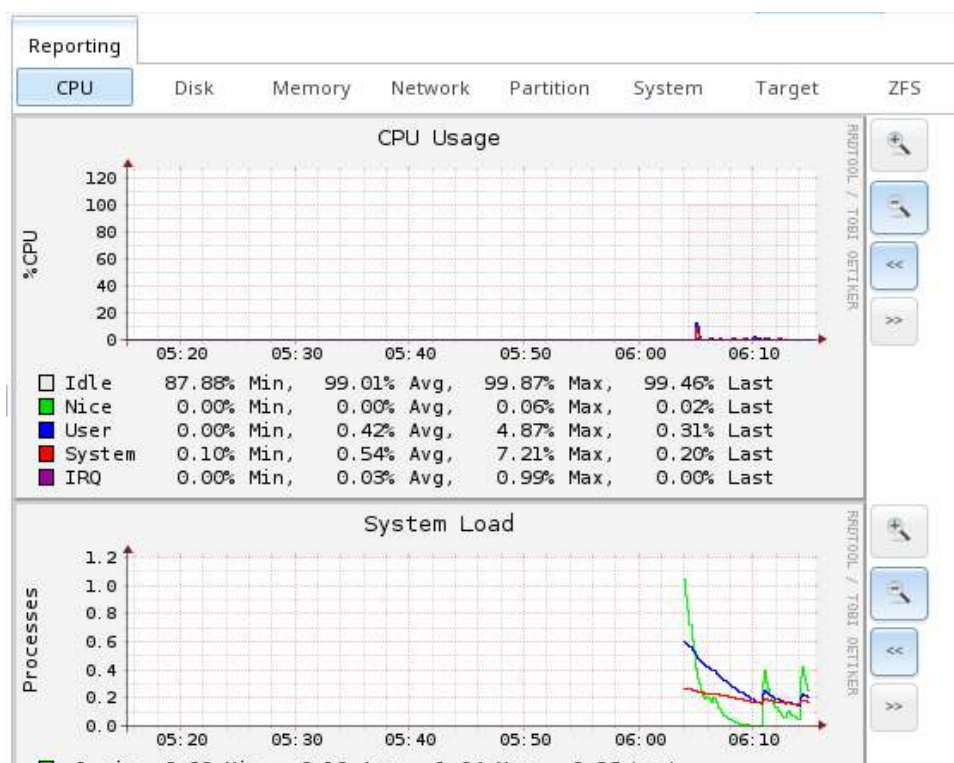 Reporting
CPU Disk Memory Network Partition System Target ZFS
CPU Usage
RRDTOOL / TOBI OETIKER
%CPU
120
100
80
60
40
20
0
05:20 05:30 05:40 05:50 06:00 06:10
Idle 87.88% Min, 99.01% Avg, 99.87% Max, 99.46% Last
Nice 0.00% Min, 0.00% Avg, 0.06% Max, 0.02% Last
User 0.00% Min, 0.42% Avg, 4.87% Max, 0.31% Last
System 0.10% Min, 0.54% Avg, 7.21% Max, 0.20% Last
IRQ 0.00% Min, 0.03% Avg, 0.99% Max, 0.00% Last
<<
>>
System Load
RRDTOOL / TOBI OETIKER
Processes
1.2
1.0
0.8
0.6
0.4
0.2
0.0
05:20 05:30 05:40 05:50 06:00 06:10
<<
>>